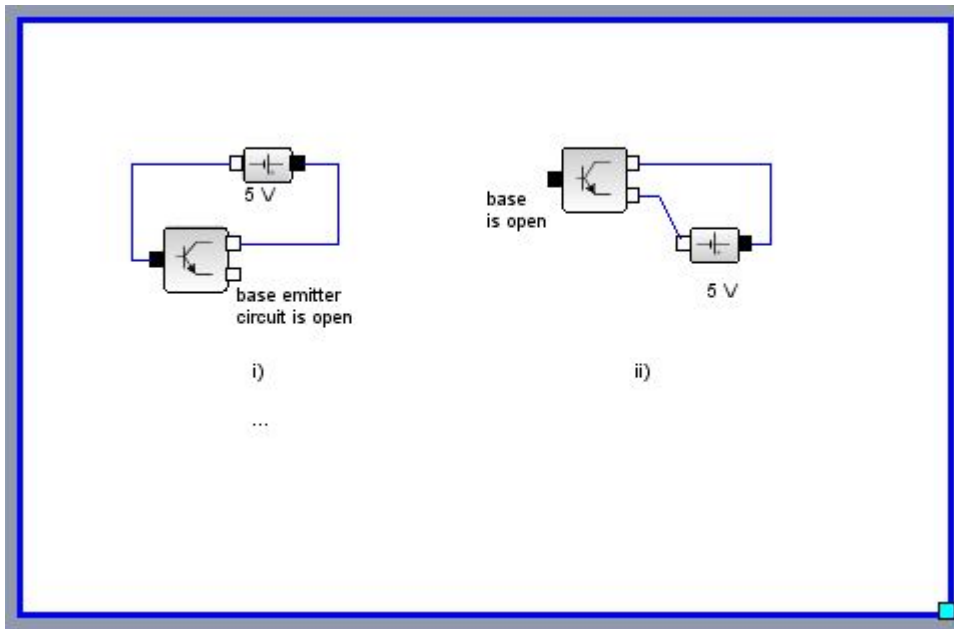 5 V
base emitter
circuit is open
i)
...
base
is open
5 V
ii)